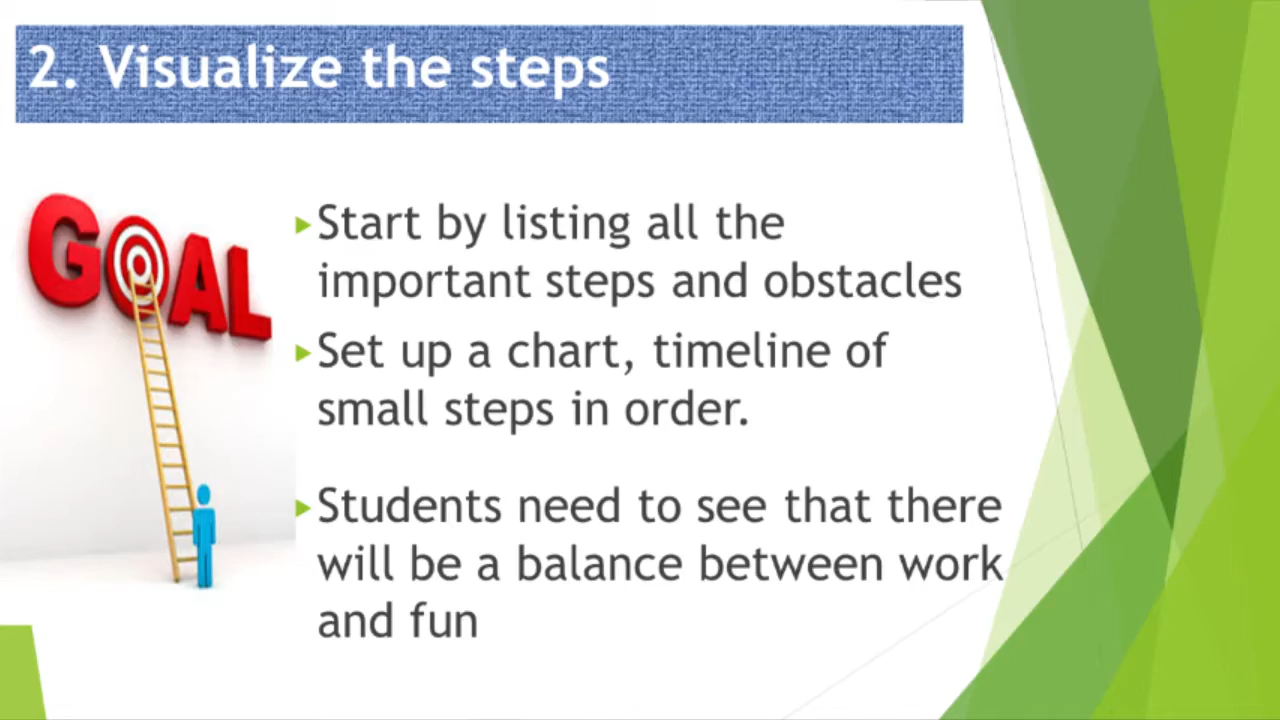 2. Visualize the steps
GOAL
Start by listing all the
important steps and obstacles
Set up a chart, timeline of
small steps in order.
Students need to see that there
will be a balance between work
and fun